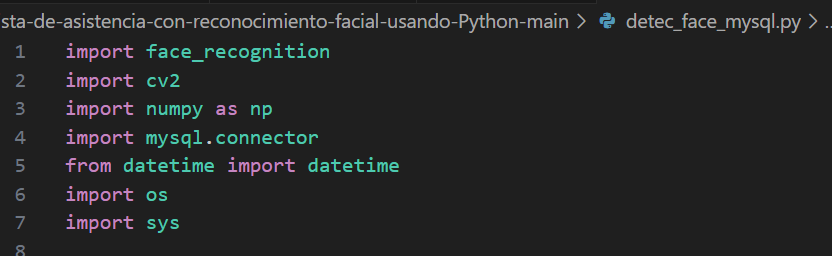 sta-de-asistencia-con-reconocimiento-facial-usando-Python-main > detec_face_mysql.py > ...
1 import face_recognition
2 import cv2
3 import numpy as np
4 import mysql.connector
5 from datetime import datetime
6 import os
7 import sys
8